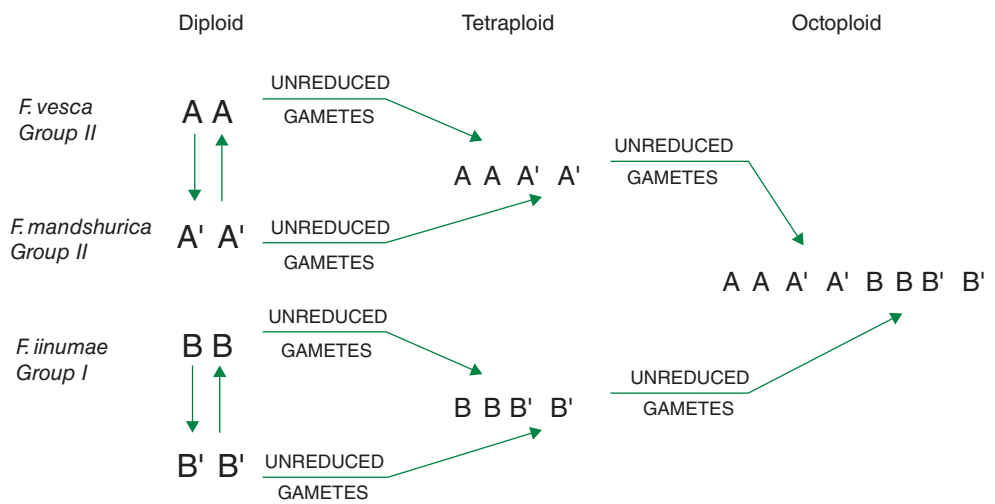 Diploid Tetraploid Octoploid
F. vesca
Group II
A A
UNREDUCED
GAMETES
F. mandshurica
Group II
A' A'
UNREDUCED
GAMETES
A A A' A'
UNREDUCED
GAMETES
A A A' A' B B B' B'
F. iinumae
Group I
B B
UNREDUCED
GAMETES
B B B' B'
UNREDUCED
GAMETES
B' B'
UNREDUCED
GAMETES